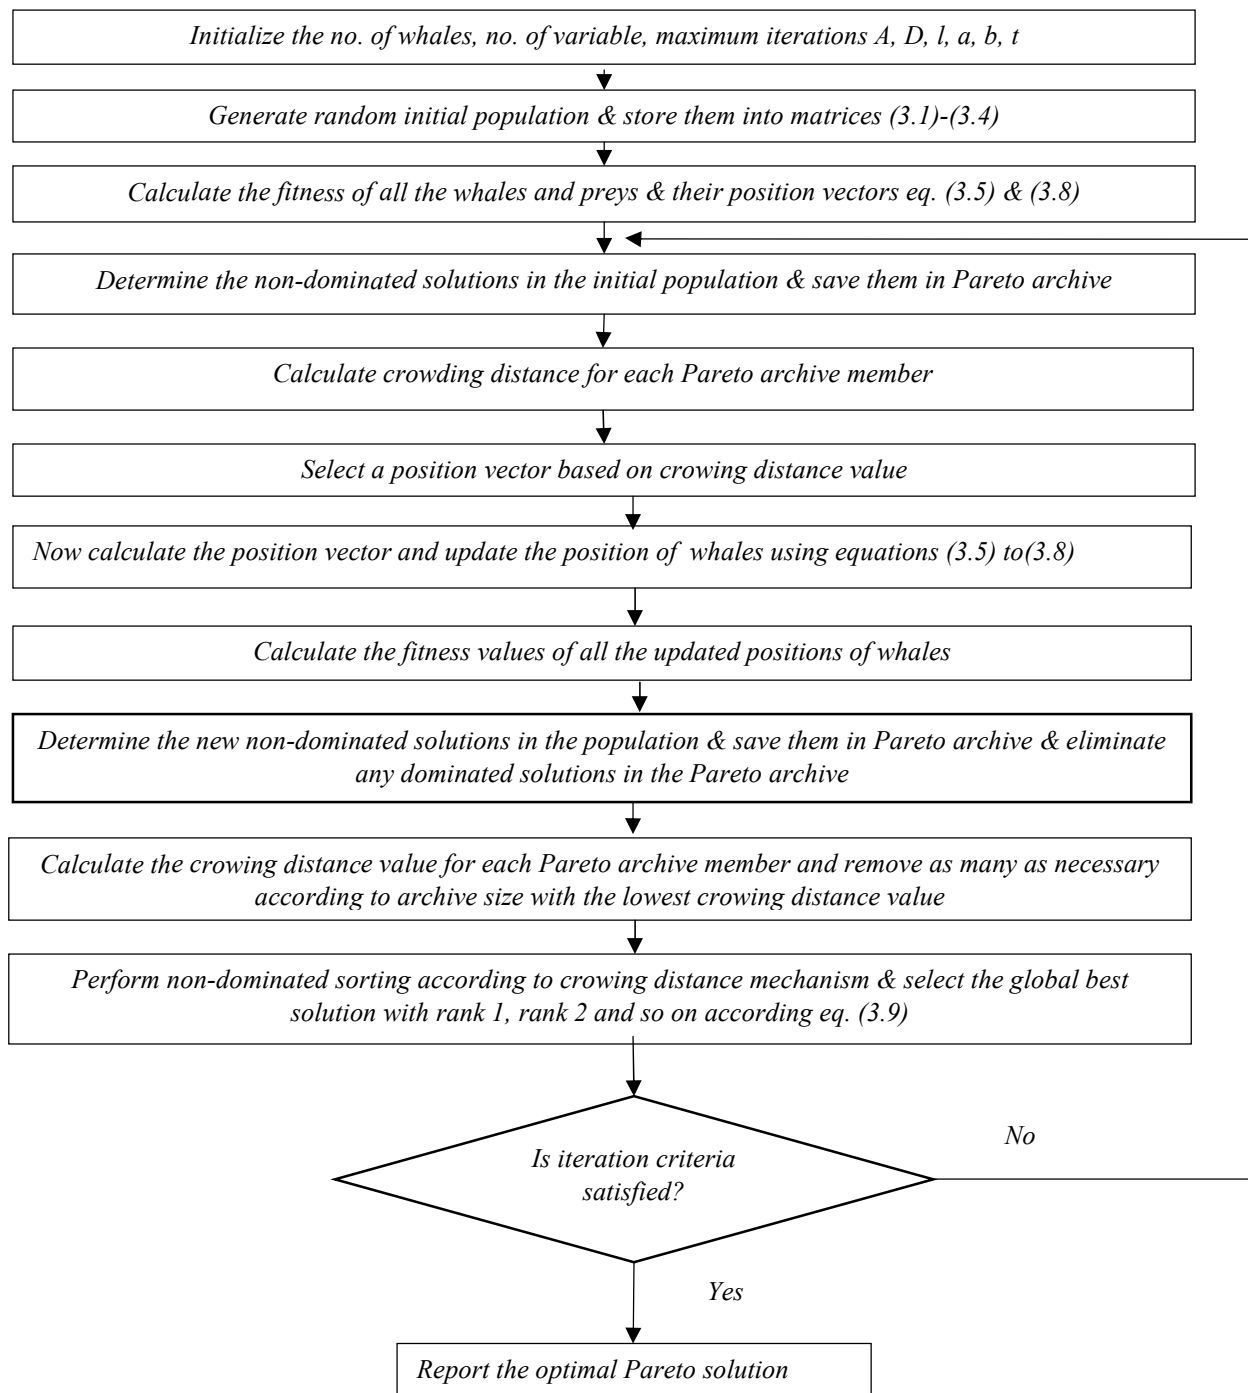 Initialize the no. of whales, no. of variable, maximum iterations A, D, l, a, b, t
Generate random initial population & store them into matrices (3.1)-(3.4)
Calculate the fitness of all the whales and preys & their position vectors eq. (3.5) & (3.8)
Determine the non-dominated solutions in the initial population & save them in Pareto archive
Calculate crowding distance for each Pareto archive member
Select a position vector based on crowing distance value
Now calculate the position vector and update the position of whales using equations (3.5) to(3.8)
Calculate the fitness values of all the updated positions of whales
Determine the new non-dominated solutions in the population & save them in Pareto archive & eliminate
any dominated solutions in the Pareto archive
Calculate the crowing distance value for each Pareto archive member and remove as many as necessary
according to archive size with the lowest crowing distance value
Perform non-dominated sorting according to crowing distance mechanism & select the global best
solution with rank 1, rank 2 and so on according eq. (3.9)
Is iteration criteria
satisfied?
No
Yes
Report the optimal Pareto solution